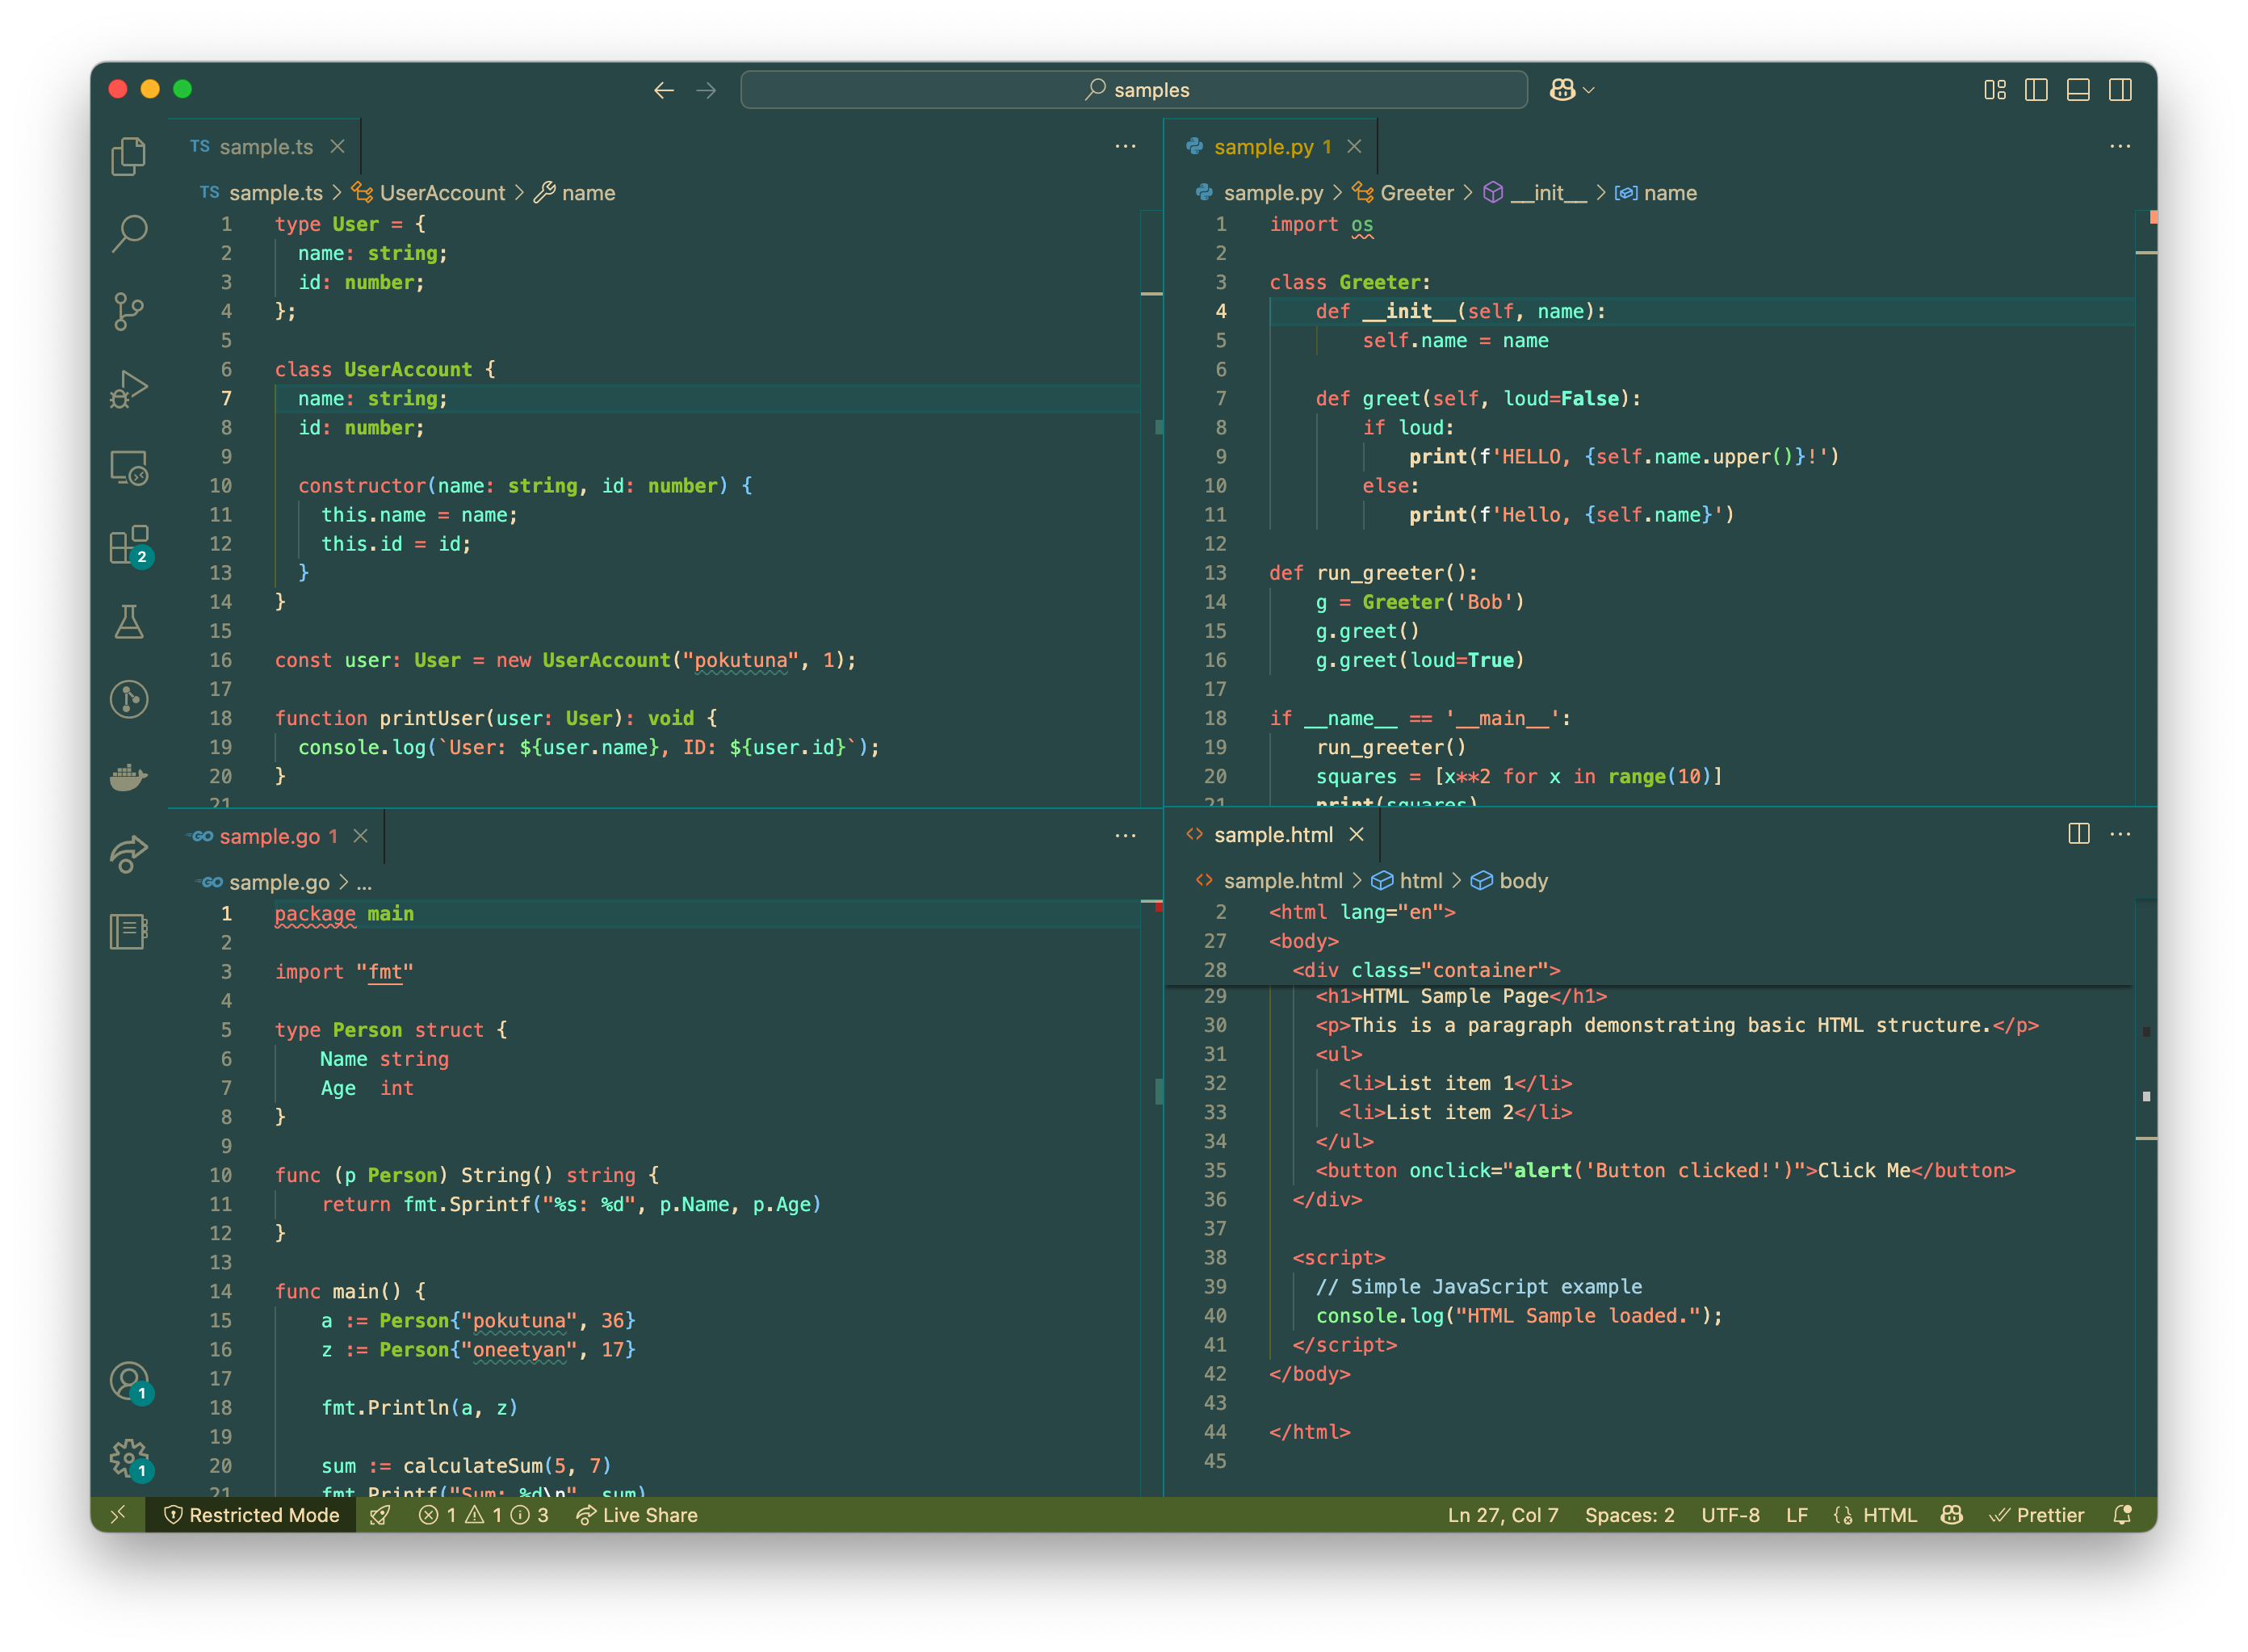 samples
TS sample.ts
TS sample.ts > UserAccount > name
1 type User = {
2   name: string;
3   id: number;
4 };
5
6 class UserAccount {
7   name: string;
8   id: number;
9
10   constructor(name: string, id: number) {
11     this.name = name;
12     this.id = id;
13   }
14 }
15
16 const user: User = new UserAccount("pokutuna", 1);
17
18 function printUser(user: User): void {
19   console.log(`User: ${user.name}, ID: ${user.id}`);
20 }
21
sample.py 1
sample.py > Greeter > __init__ > name
1 import os
2
3 class Greeter:
4     def __init__(self, name):
5         self.name = name
6
7     def greet(self, loud=False):
8         if loud:
9             print(f'HELLO, {self.name.upper()}!')
10         else:
11             print(f'Hello, {self.name}')
12
13 def run_greeter():
14     g = Greeter('Bob')
15     g.greet()
16     g.greet(loud=True)
17
18 if __name__ == '__main__':
19     run_greeter()
20     squares = [x**2 for x in range(10)]
21     print(squares)
GO sample.go 1
GO sample.go > ...
1 package main
2
3 import "fmt"
4
5 type Person struct {
6     Name string
7     Age  int
8 }
9
10 func (p Person) String() string {
11     return fmt.Sprintf("%s: %d", p.Name, p.Age)
12 }
13
14 func main() {
15     a := Person{"pokutuna", 36}
16     z := Person{"oneetyan", 17}
17
18     fmt.Println(a, z)
19
20     sum := calculateSum(5, 7)
21     fmt.Printf("Sum: %d\n", sum)
<> sample.html
<> sample.html > html > body
2 <html lang="en">
27 <body>
28   <div class="container">
29     <h1>HTML Sample Page</h1>
30     <p>This is a paragraph demonstrating basic HTML structure.</p>
31     <ul>
32       <li>List item 1</li>
33       <li>List item 2</li>
34     </ul>
35     <button onclick="alert('Button clicked!')">Click Me</button>
36   </div>
37
38   <script>
39     // Simple JavaScript example
40     console.log("HTML Sample loaded.");
41   </script>
42 </body>
43
44 </html>
45
2
1
1
Restricted Mode 1 1 3 Live Share Ln 27, Col 7 Spaces: 2 UTF-8 LF HTML Prettier